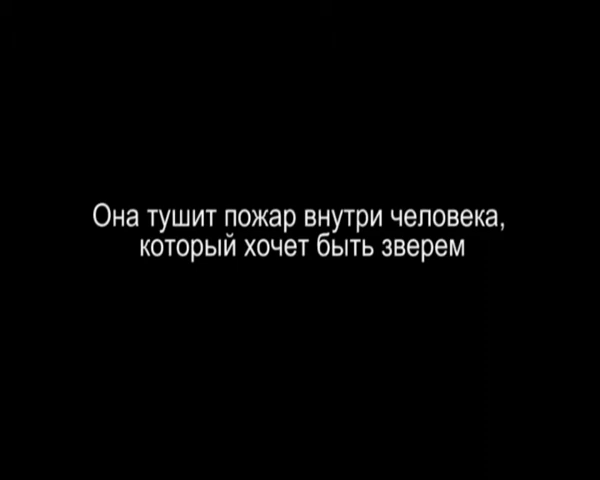 Она тушит пожар внутри человека,
который хочет быть зверем